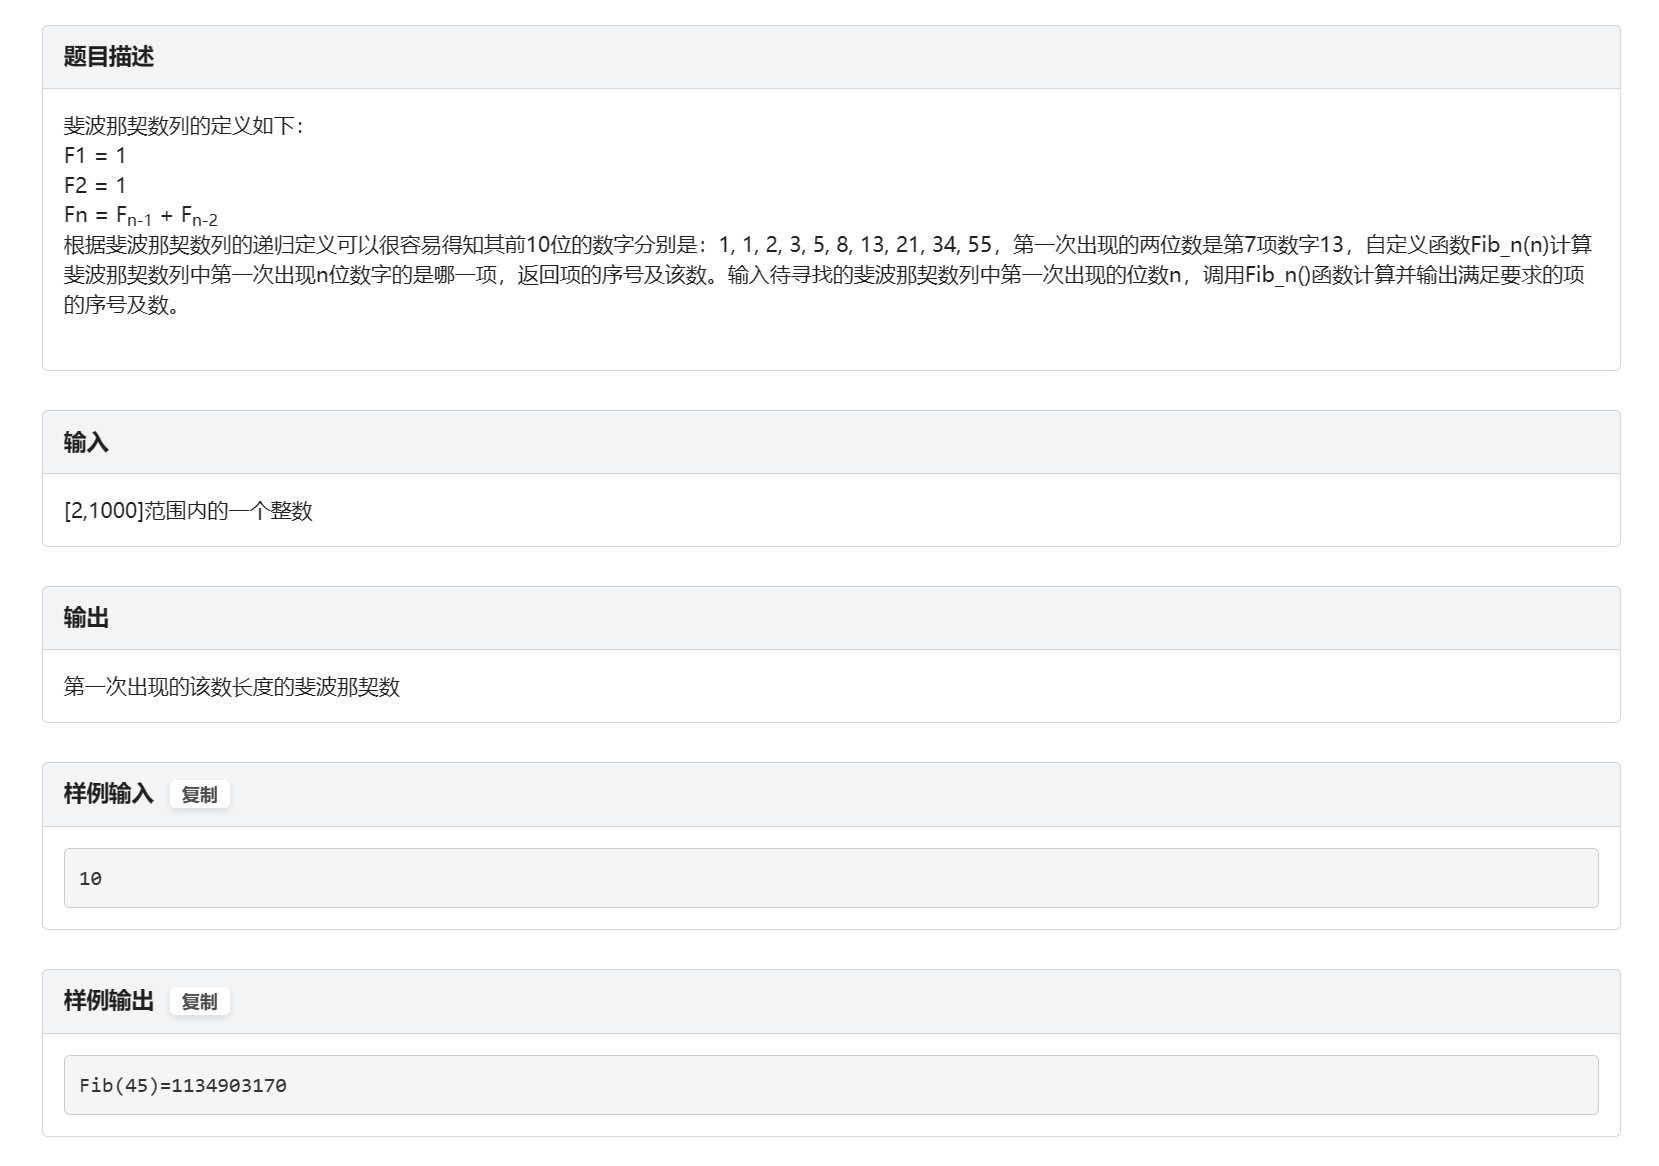 题目描述
斐波那契数列的定义如下：
F1 = 1
F2 = 1
Fn = Fn-1 + Fn-2
根据斐波那契数列的递归定义可以很容易得知其前10位的数字分别是：1, 1, 2, 3, 5, 8, 13, 21, 34, 55，第一次出现的两位数是第7项数字13，自定义函数Fib_n(n)计算
斐波那契数列中第一次出现n位数字的是哪一项，返回项的序号及该数。输入待寻找的斐波那契数列中第一次出现的位数n，调用Fib_n()函数计算并输出满足要求的项
的序号及数。
输入
[2,1000]范围内的一个整数
输出
第一次出现的该数长度的斐波那契数
样例输入 复制
10
样例输出 复制
Fib(45)=1134903170